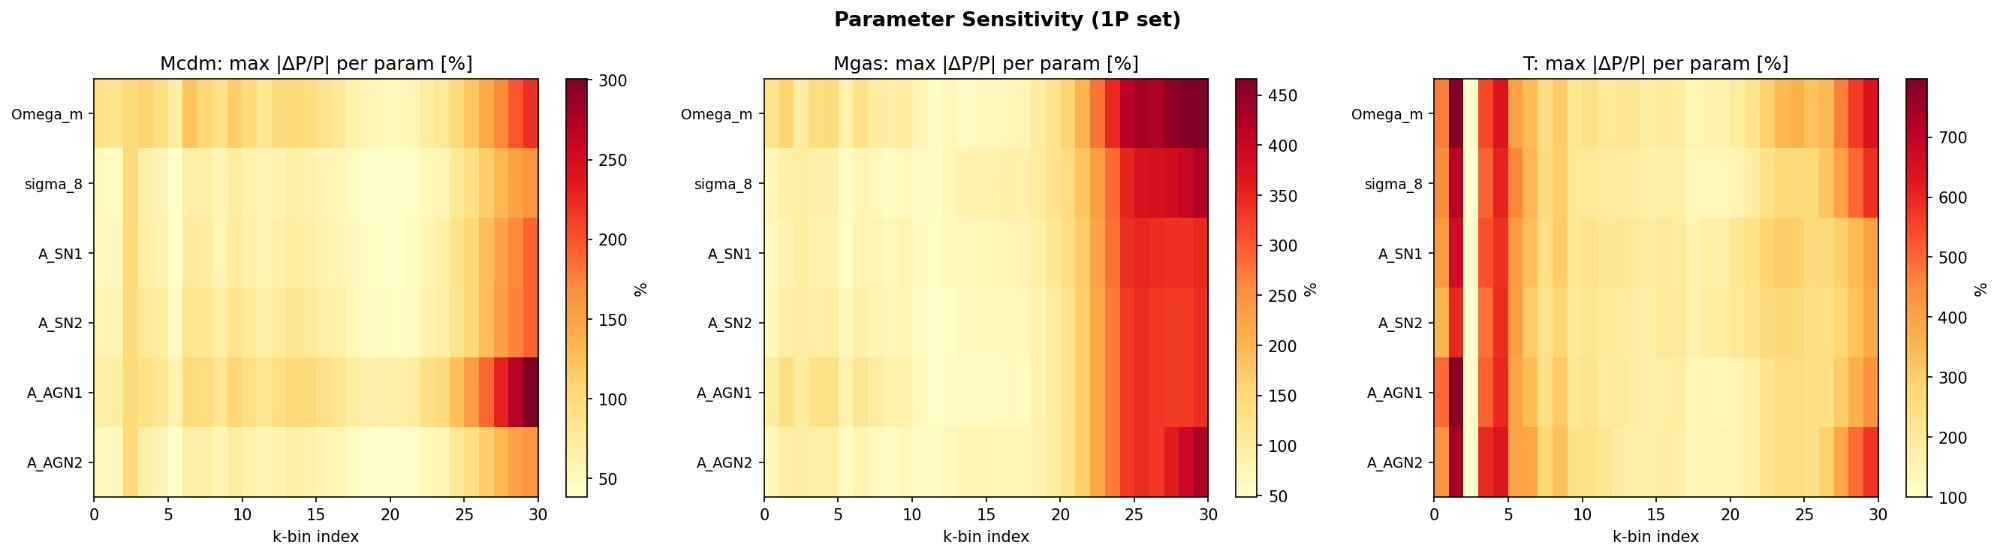 Parameter Sensitivity (1P set)
Mcdm: max |ΔP/P| per param [%]
Omega_m
sigma_8
A_SN1
A_SN2
A_AGN1
A_AGN2
0 5 10 15 20 25 30
k-bin index
300
250
200
150
100
50
%
Mgas: max |ΔP/P| per param [%]
Omega_m
sigma_8
A_SN1
A_SN2
A_AGN1
A_AGN2
0 5 10 15 20 25 30
k-bin index
450
400
350
300
250
200
150
100
50
%
T: max |ΔP/P| per param [%]
Omega_m
sigma_8
A_SN1
A_SN2
A_AGN1
A_AGN2
0 5 10 15 20 25 30
k-bin index
700
600
500
400
300
200
100
%